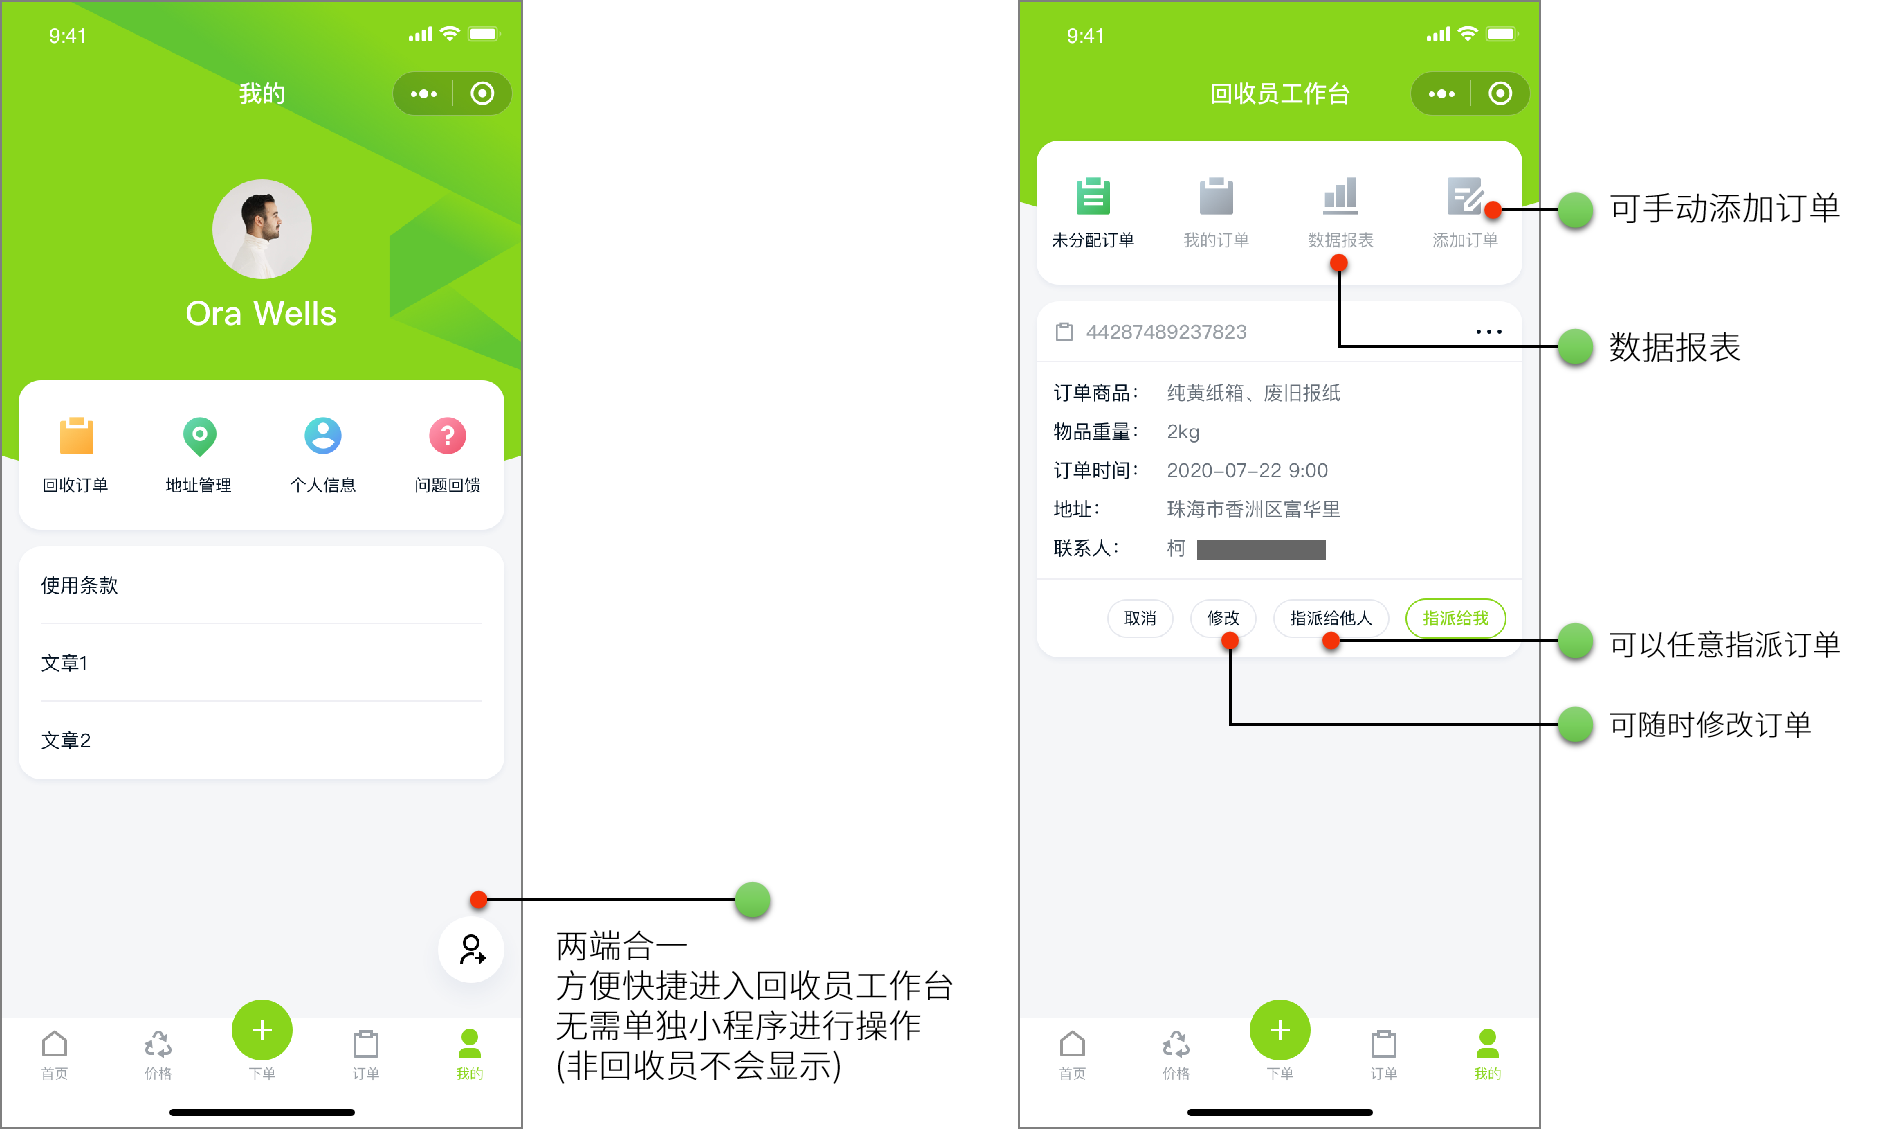 9:41
我的
Ora Wells
回收订单
地址管理
个人信息
问题回馈
使用条款
文章1
文章2
两端合一
方便快捷进入回收员工作台
无需单独小程序进行操作
(非回收员不会显示)
首页
价格
下单
订单
我的
9:41
回收员工作台
未分配订单
我的订单
数据报表
添加订单
可手动添加订单
数据报表
44287489237823
订单商品： 纯黄纸箱、废旧报纸
物品重量： 2kg
订单时间： 2020-07-22 9:00
地址： 珠海市香洲区富华里
联系人： 柯
取消
修改
指派给他人
指派给我
可以任意指派订单
可随时修改订单
首页
价格
下单
订单
我的